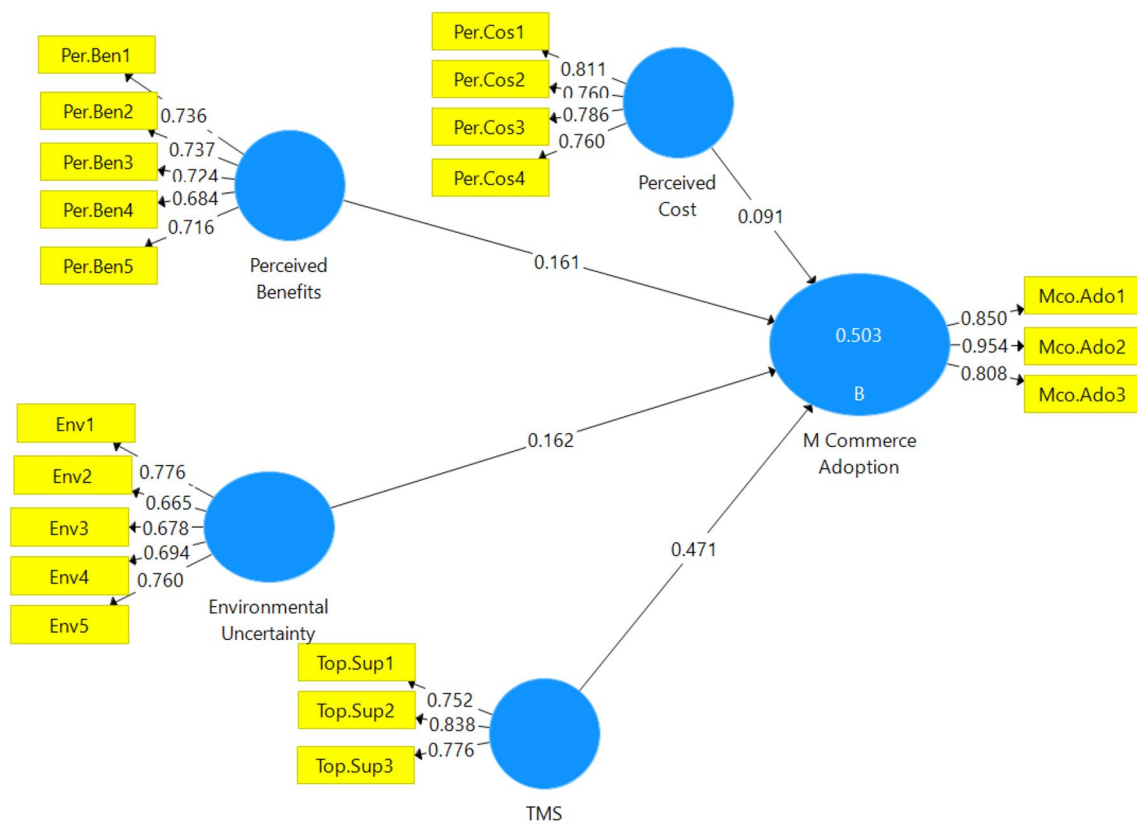 Per.Ben1
Per.Ben2
Per.Ben3
Per.Ben4
Per.Ben5
0.736
0.737
0.724
0.684
0.716
Perceived
Benefits
Per.Cos1
Per.Cos2
Per.Cos3
Per.Cos4
0.811
0.760
0.786
0.760
Perceived
Cost
0.091
0.161
0.503
B
M Commerce
Adoption
0.850
0.954
0.808
Mco.Ado1
Mco.Ado2
Mco.Ado3
Env1
Env2
Env3
Env4
Env5
0.776
0.665
0.678
0.694
0.760
Environmental
Uncertainty
0.162
0.471
Top.Sup1
Top.Sup2
Top.Sup3
0.752
0.838
0.776
TMS